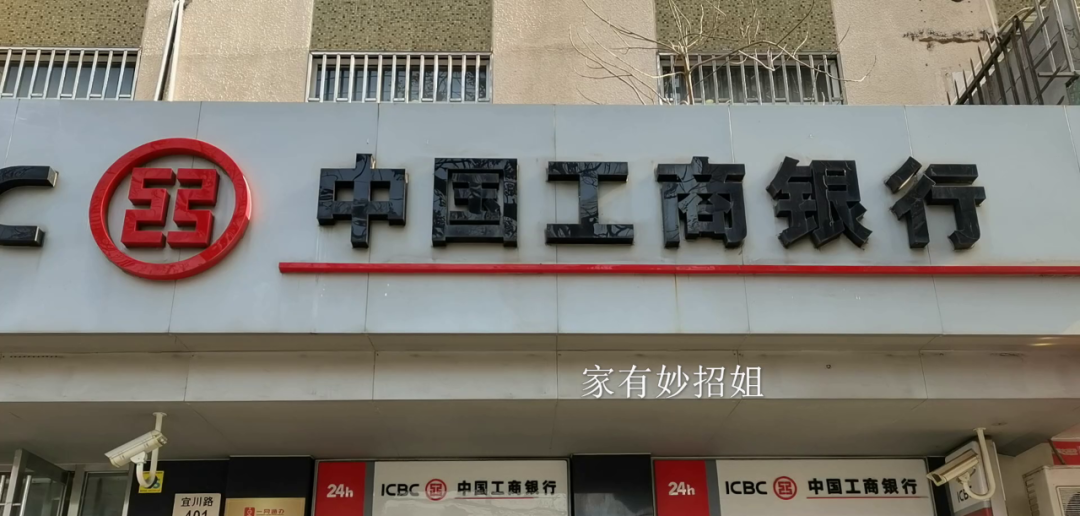 C 中国工商银行
家有妙招姐
24h ICBC 中国工商银行
24h ICBC 中国工商银行
宜川路
401